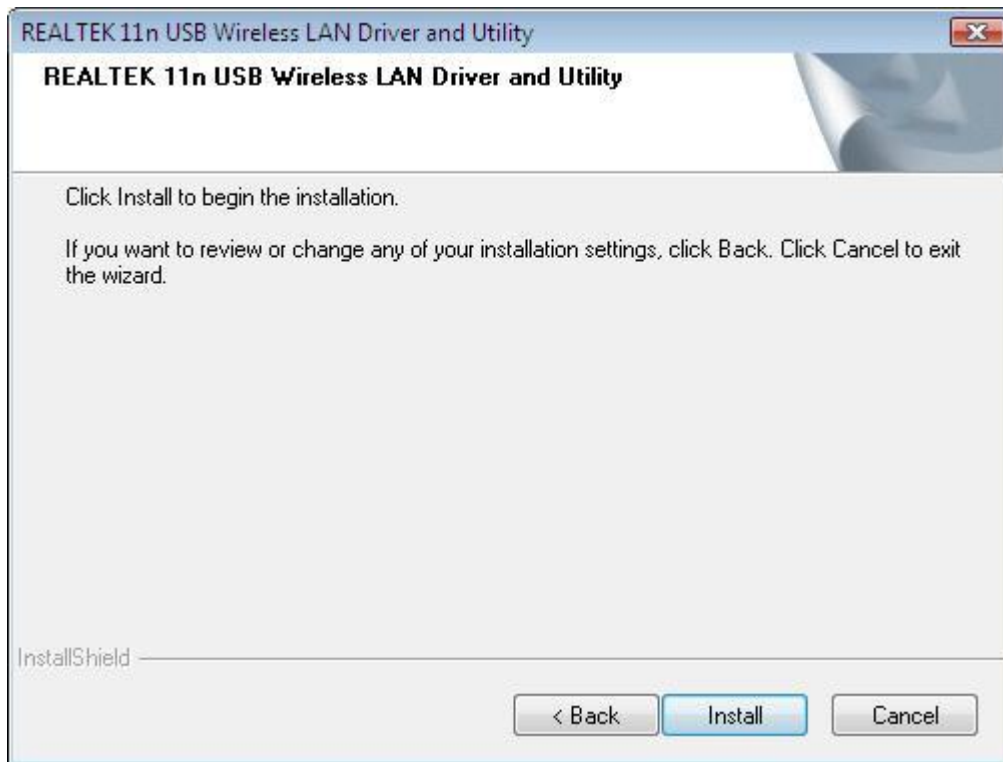 REALTEK 11n USB Wireless LAN Driver and Utility
REALTEK 11n USB Wireless LAN Driver and Utility
Click Install to begin the installation.
If you want to review or change any of your installation settings, click Back. Click Cancel to exit
the wizard.
InstallShield
< Back
Install
Cancel